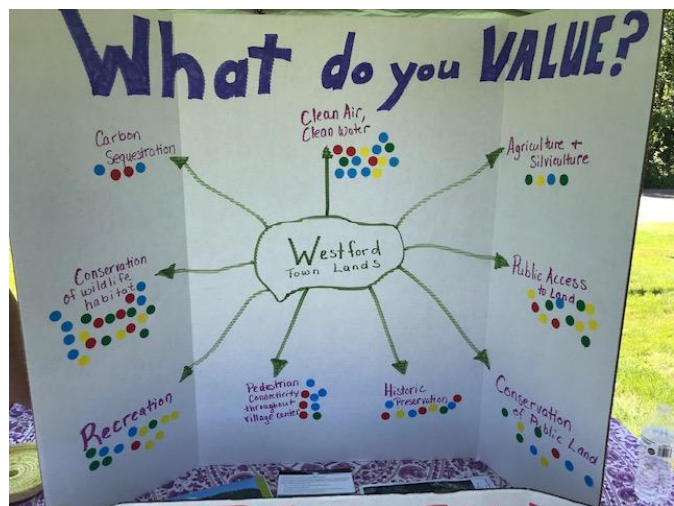 What do you VALUE?
Carbon
Sequestration
Clean Air,
Clean Water
Agriculture +
Silviculture
Westford
Town Lands
Conservation
of wildlife
habitat
Public Access
to Land
Recreation
Pedestrian
Connectivity
throughout
village center
Historic
Preservation
Conservation
of Public Land